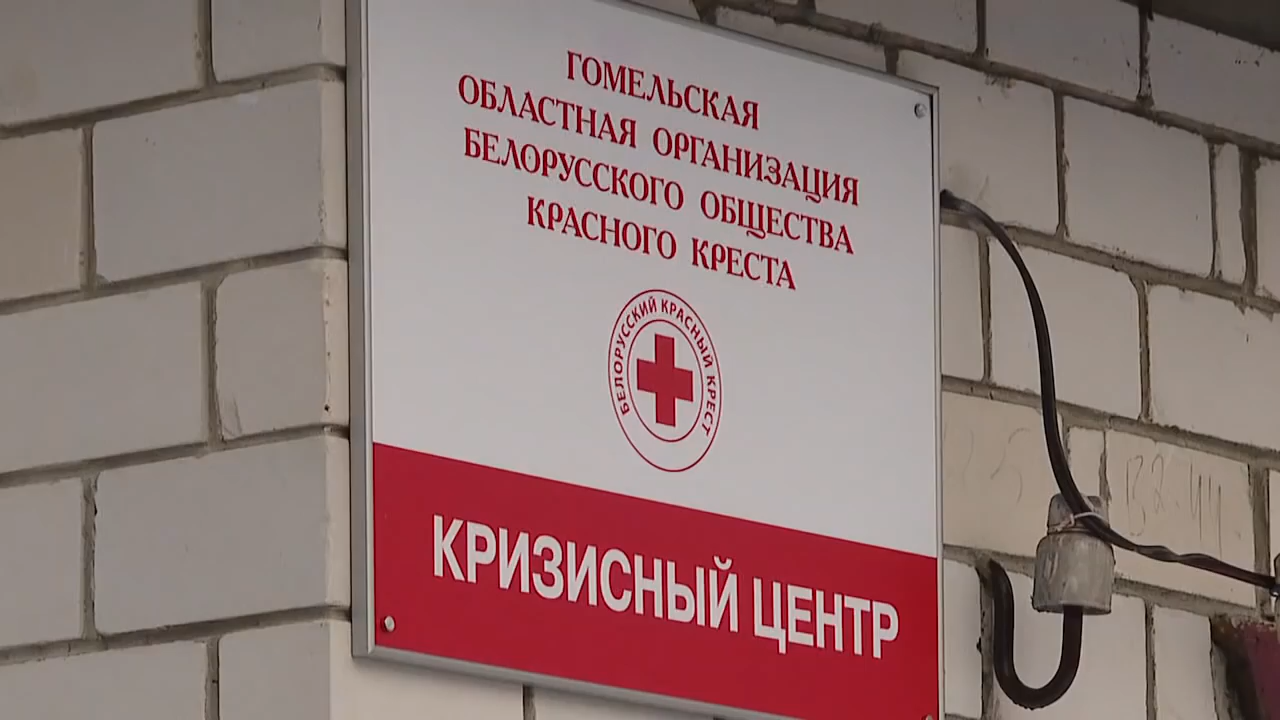 ГОМЕЛЬСКАЯ
ОБЛАСТНАЯ ОРГАНИЗАЦИЯ
БЕЛОРУССКОГО ОБЩЕСТВА
КРАСНОГО КРЕСТА
БЕЛОРУССКИЙ КРАСНЫЙ КРЕСТ
КРИЗИСНЫЙ ЦЕНТР